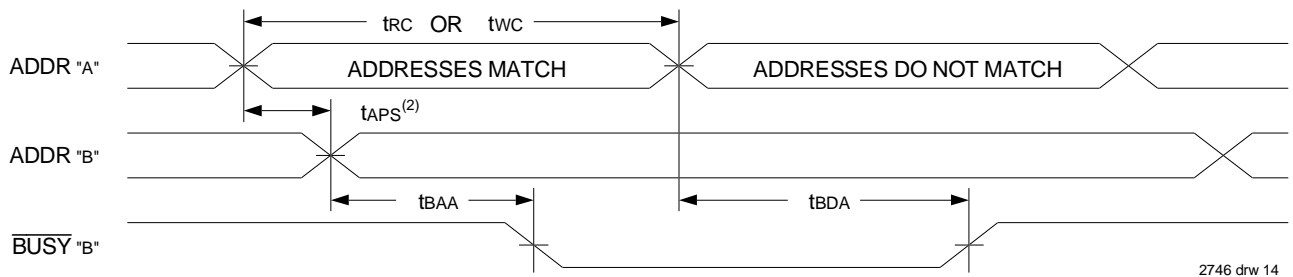 tRC OR tWC
ADDR "A" ADDRESSES MATCH ADDRESSES DO NOT MATCH
tAPS(2)
ADDR "B"
tBAA tBDA
BUSY "B"
2746 drw 14